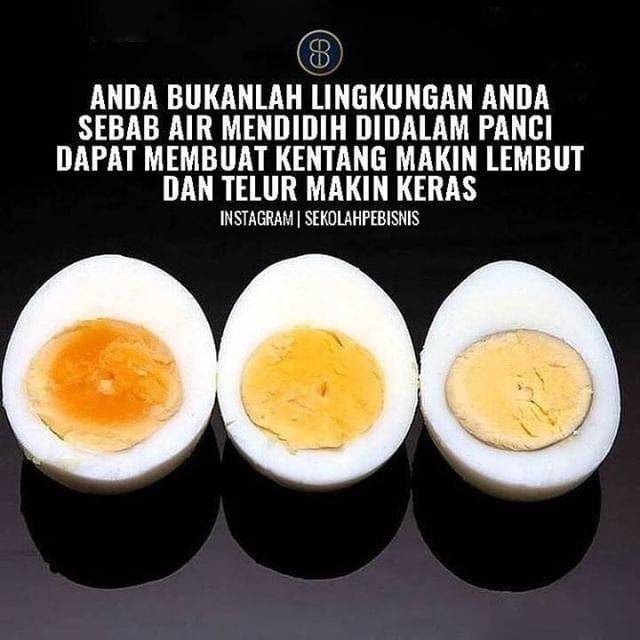 ANDA BUKANLAH LINGKUNGAN ANDA
SEBAB AIR MENDIDIH DIDALAM PANCI
DAPAT MEMBUAT KENTANG MAKIN LEMBUT
DAN TELUR MAKIN KERAS
INSTAGRAM | SEKOLAHPEBISNIS